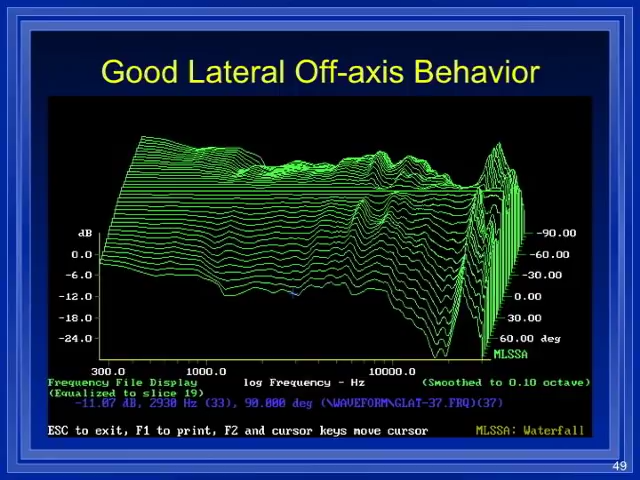 Good Lateral Off-axis Behavior
dB
0.0
-6.0
-12.0
-18.0
-24.0
-90.00
-60.00
-30.00
0.00
30.00
60.00 deg
MLSSA
300.0 1000.0 10000.0
Frequency File Display log Frequency - Hz (Smoothed to 0.10 octave)
(Equalized to slice 19)
-11.07 dB, 2930 Hz (33), 90.000 deg (\WAVEFORM\GLAT-37.FRQ)(37)
ESC to exit, F1 to print, F2 and cursor keys move cursor MLSSA: Waterfall
49